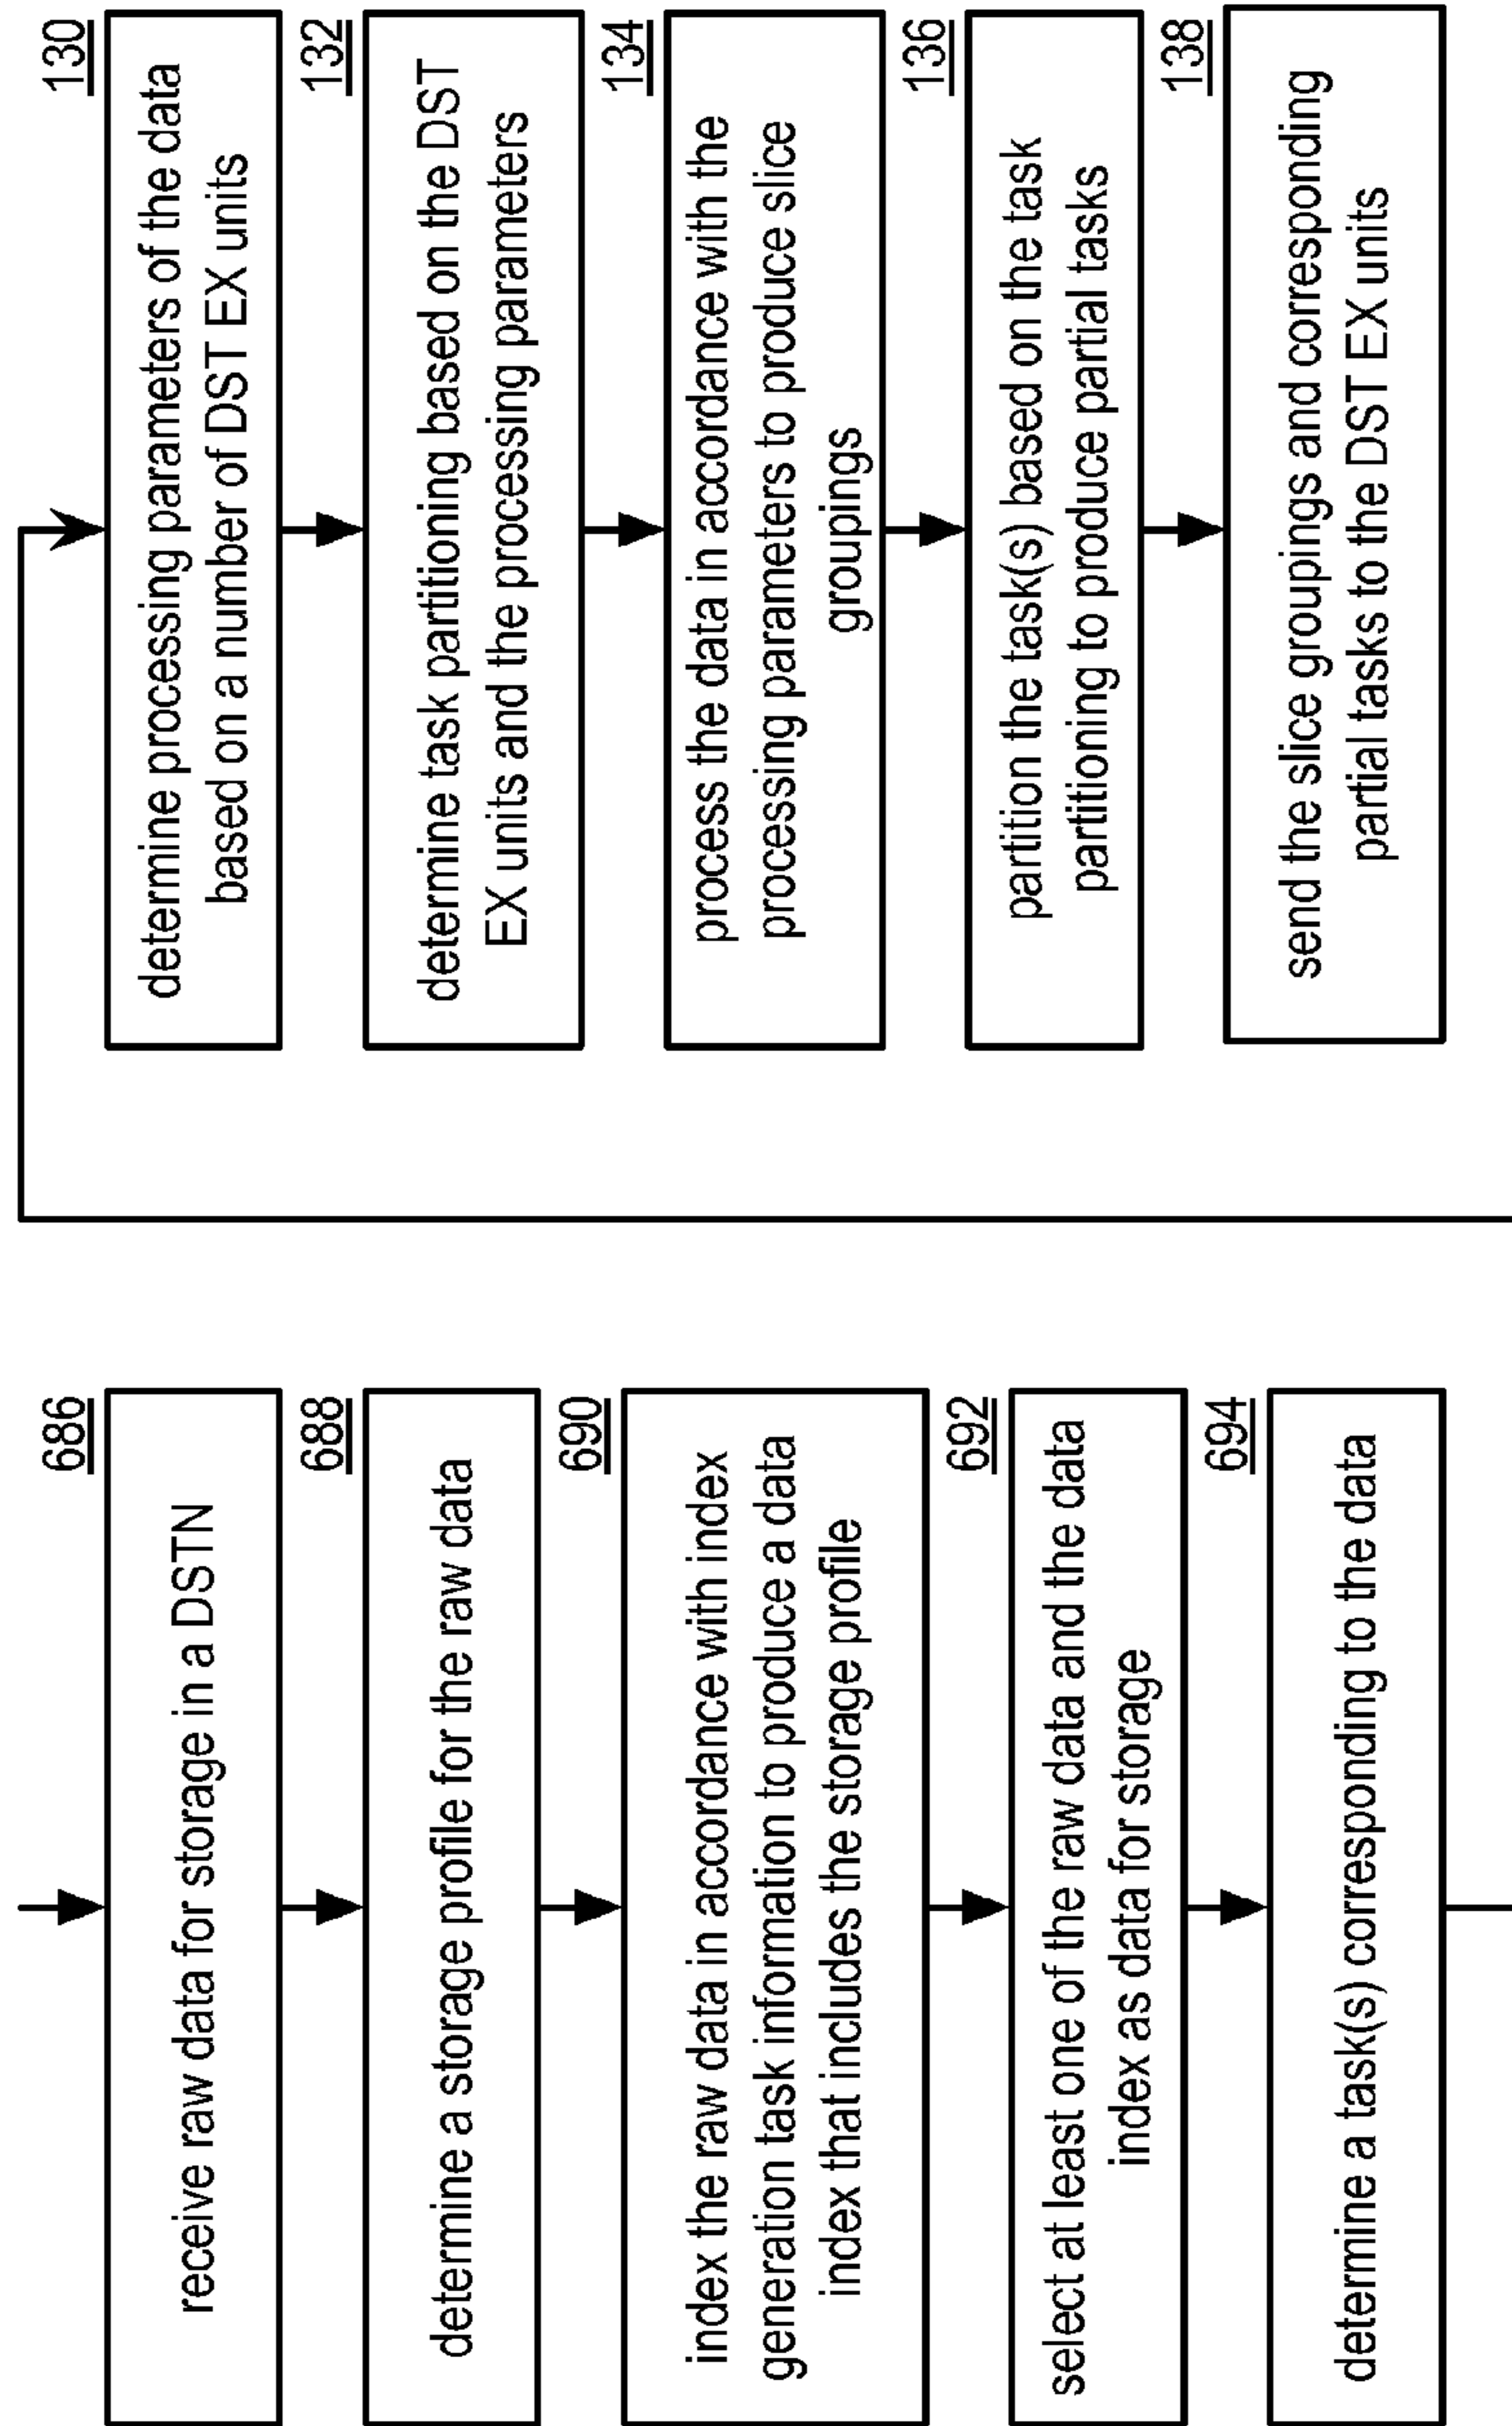 686
receive raw data for storage in a DSTN
688
determine a storage profile for the raw data
690
index the raw data in accordance with index
generation task information to produce a data
index that includes the storage profile
692
select at least one of the raw data and the data
index as data for storage
694
determine a task(s) corresponding to the data
130
determine processing parameters of the data
based on a number of DST EX units
132
determine task partitioning based on the DST
EX units and the processing parameters
134
process the data in accordance with the
processing parameters to produce slice
groupings
136
partition the task(s) based on the task
partitioning to produce partial tasks
138
send the slice groupings and corresponding
partial tasks to the DST EX units